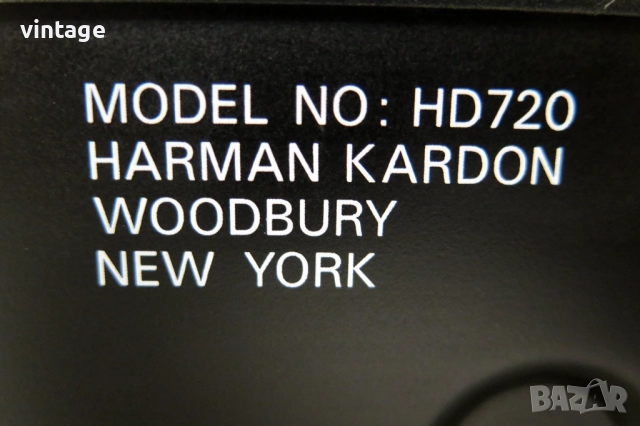 vintage
MODEL NO: HD720
HARMAN KARDON
WOODBURY
NEW YORK
BAZAR